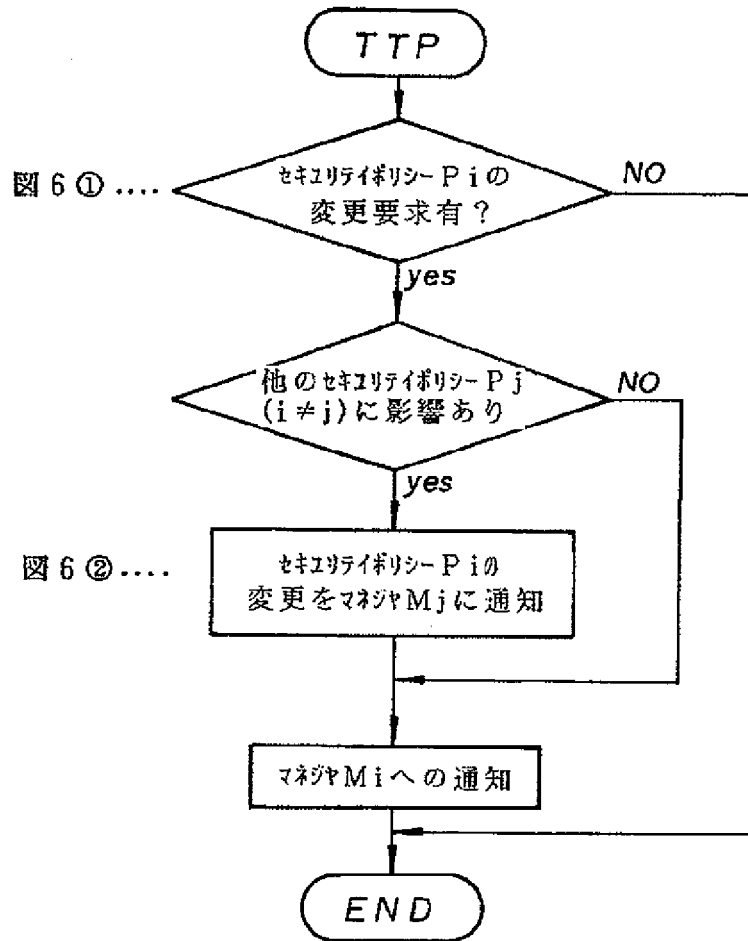 TTP
図6①....
セキュリテイポリシーPiの
変更要求有？
NO
yes
他のセキュリテイポリシーPj
(i≠j)に影響あり
NO
yes
図6②....
セキュリテイポリシーPiの
変更をマネジャMjに通知
マネジャMiへの通知
END